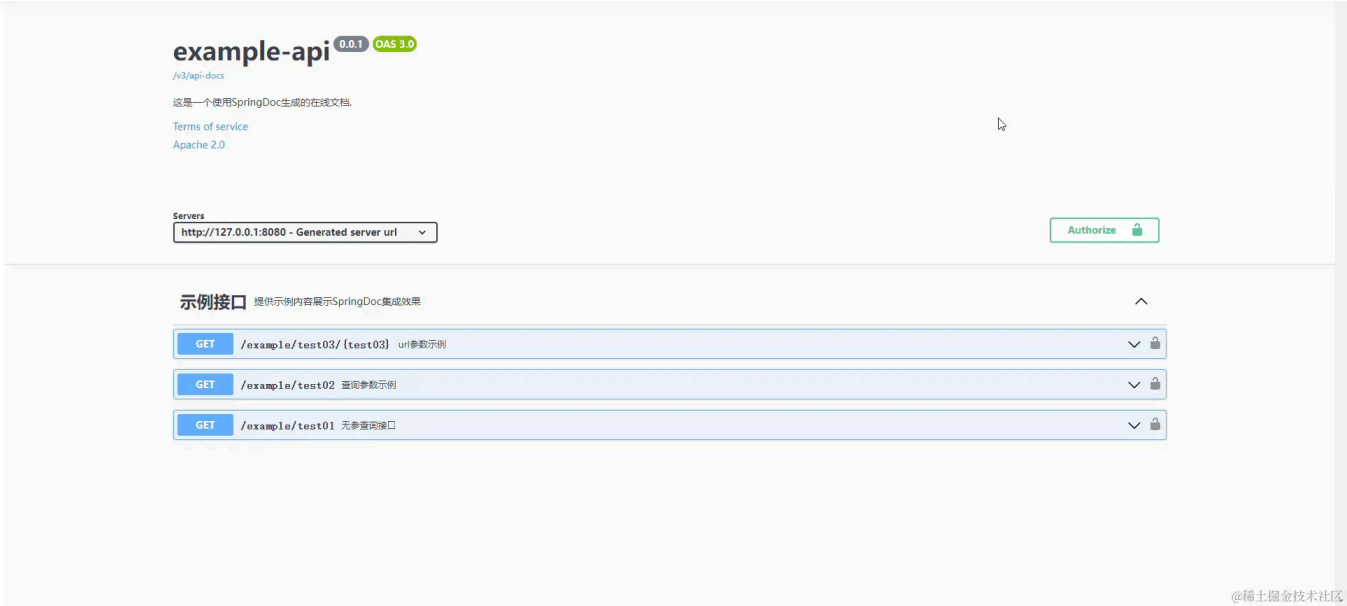 example-api 0.0.1 OAS 3.0
/v3/api-docs
这是一个使用SpringDoc生成的在线文档.
Terms of service
Apache 2.0
Servers
http://127.0.0.1:8080 - Generated server url
Authorize
示例接口 提供示例内容展示SpringDoc集成效果
GET /example/test03/{test03} url参数示例
GET /example/test02 查询参数示例
GET /example/test01 无参查询接口
@稀土掘金技术社区